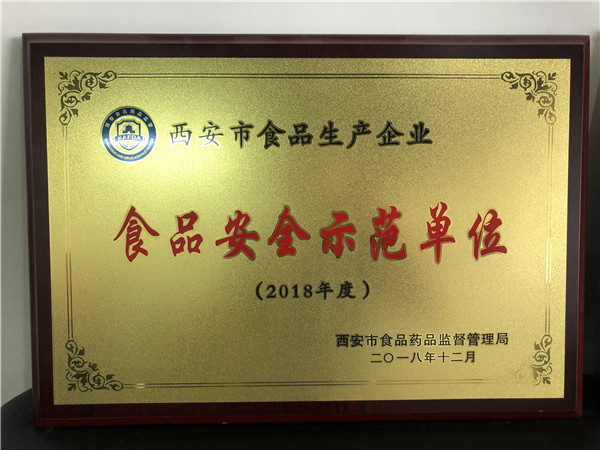 西安市食品生产企业
食品安全示范单位
（2018年度）
西安市食品药品监督管理局
二〇一八年十二月